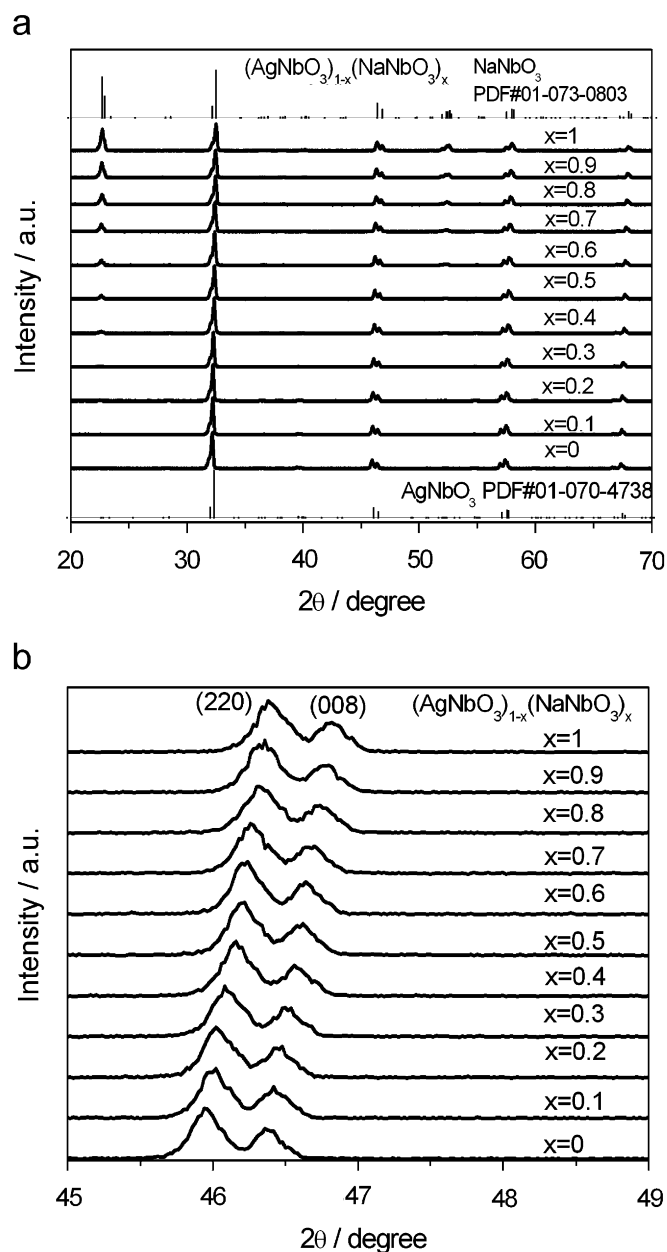 a
(AgNbO₃)₁₋ₓ(NaNbO₃)ₓ
NaNbO₃
PDF#01-073-0803
x=1
x=0.9
x=0.8
x=0.7
x=0.6
x=0.5
x=0.4
x=0.3
x=0.2
x=0.1
x=0
AgNbO₃ PDF#01-070-4738
Intensity / a.u.
20 30 40 50 60 70
2θ / degree
b
(220) (008) (AgNbO₃)₁₋ₓ(NaNbO₃)ₓ
x=1
x=0.9
x=0.8
x=0.7
x=0.6
x=0.5
x=0.4
x=0.3
x=0.2
x=0.1
x=0
Intensity / a.u.
45 46 47 48 49
2θ / degree